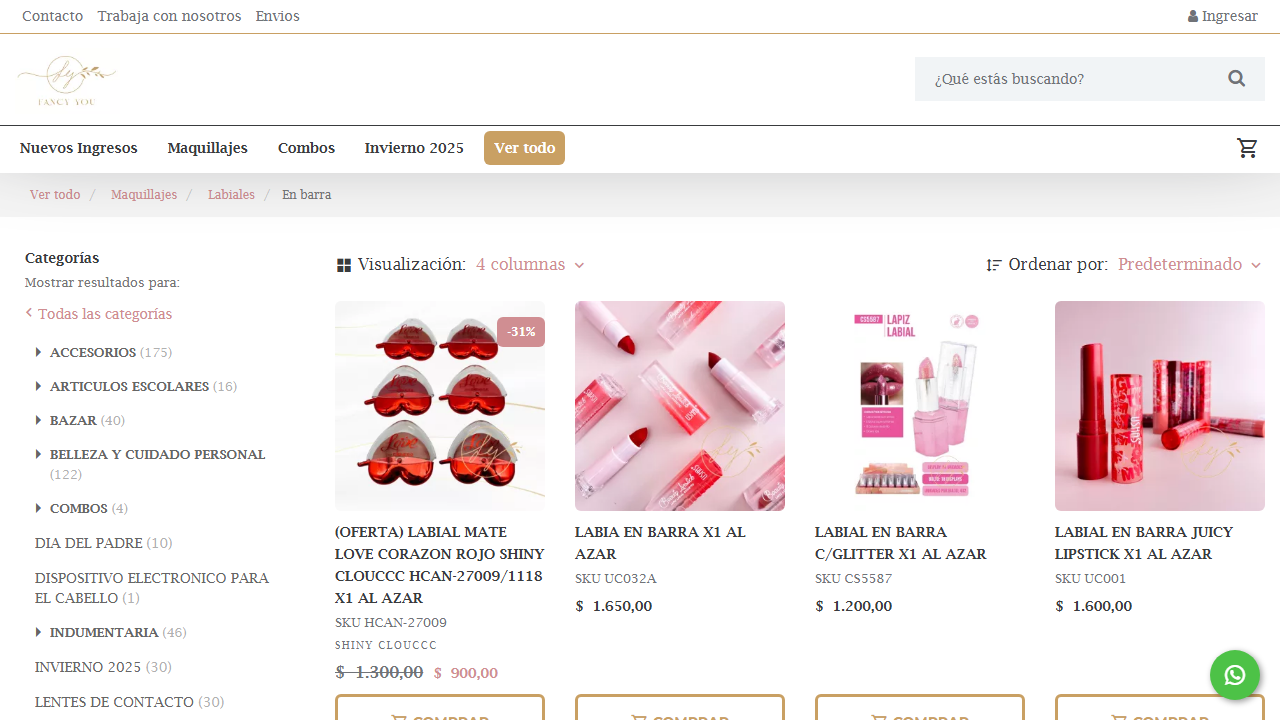 Contacto Trabaja con nosotros Envios Ingresar
FANCY YOU
¿Qué estás buscando?
Nuevos Ingresos Maquillajes Combos Invierno 2025 Ver todo
Ver todo / Maquillajes / Labiales / En barra
Categorías
Mostrar resultados para:
Todas las categorías
ACCESORIOS (175)
ARTICULOS ESCOLARES (16)
BAZAR (40)
BELLEZA Y CUIDADO PERSONAL
(122)
COMBOS (4)
DIA DEL PADRE (10)
DISPOSITIVO ELECTRONICO PARA
EL CABELLO (1)
INDUMENTARIA (46)
INVIERNO 2025 (30)
LENTES DE CONTACTO (30)
Visualización: 4 columnas
Ordenar por: Predeterminado
-31%
(OFERTA) LABIAL MATE
LOVE CORAZON ROJO SHINY
CLOUCCC HCAN-27009/1118
X1 AL AZAR
SKU HCAN-27009
SHINY CLOUCCC
$ 1.300,00 $ 900,00
COMPRAR
LABIA EN BARRA X1 AL
AZAR
SKU UC032A
$ 1.650,00
COMPRAR
CS5587 LAPIZ
LABIAL
LABIAL EN BARRA
C/GLITTER X1 AL AZAR
SKU CS5587
$ 1.200,00
COMPRAR
LABIAL EN BARRA JUICY
LIPSTICK X1 AL AZAR
SKU UC001
$ 1.600,00
COMPRAR